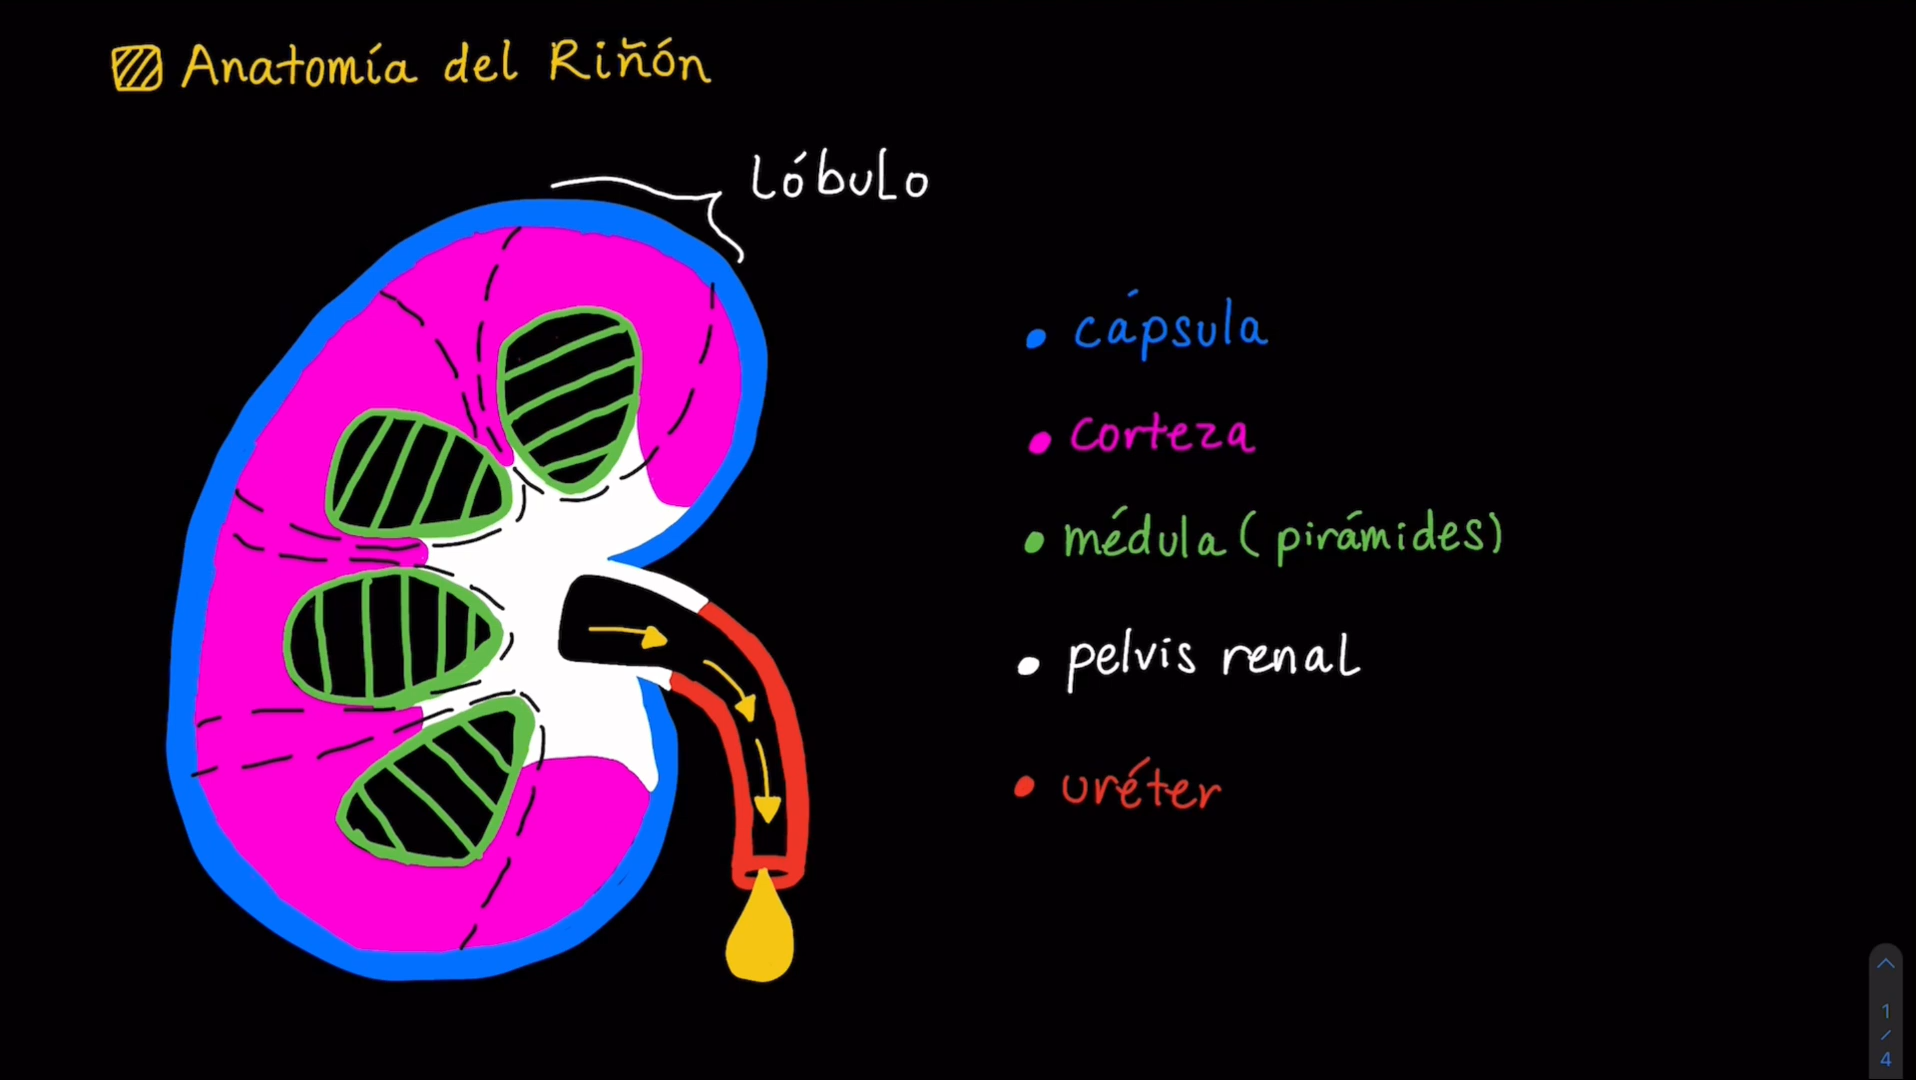 Anatomía del Riñón
Lóbulo
• cápsula
• corteza
• médula (pirámides)
• pelvis renal
• uréter
1
/
4